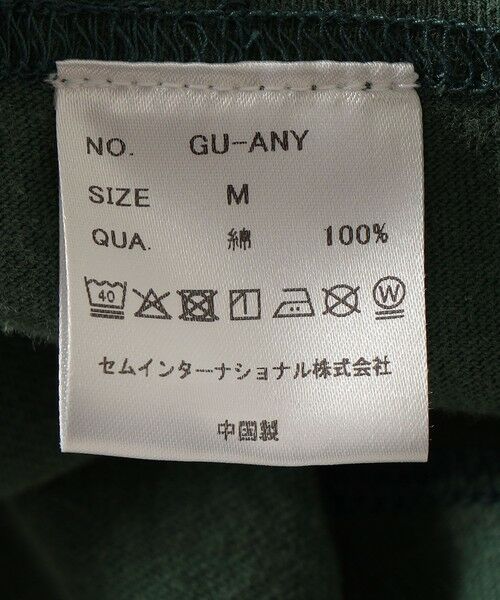 NO. GU-ANY
SIZE M
QUA. 綿 100%
40 W
セムインターナショナル株式会社
中国製